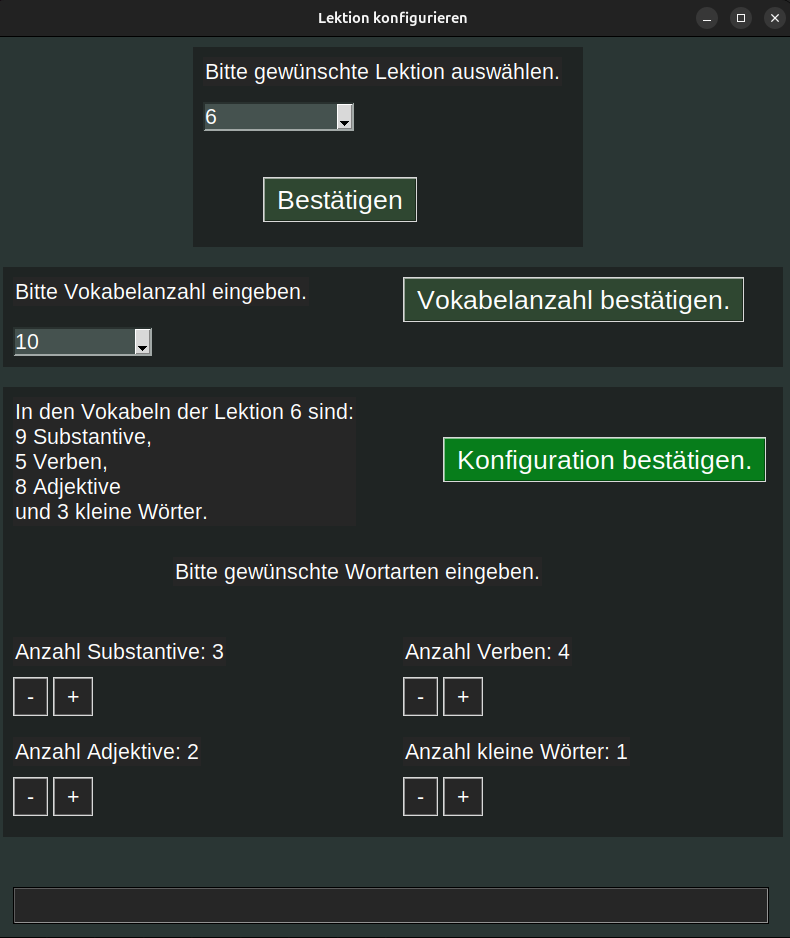 Lektion konfigurieren
Bitte gewünschte Lektion auswählen.
6
Bestätigen
Bitte Vokabelanzahl eingeben.
Vokabelanzahl bestätigen.
10
In den Vokabeln der Lektion 6 sind:
9 Substantive,
5 Verben,
8 Adjektive
und 3 kleine Wörter.
Konfiguration bestätigen.
Bitte gewünschte Wortarten eingeben.
Anzahl Substantive: 3
Anzahl Verben: 4
- +
- +
Anzahl Adjektive: 2
Anzahl kleine Wörter: 1
- +
- +